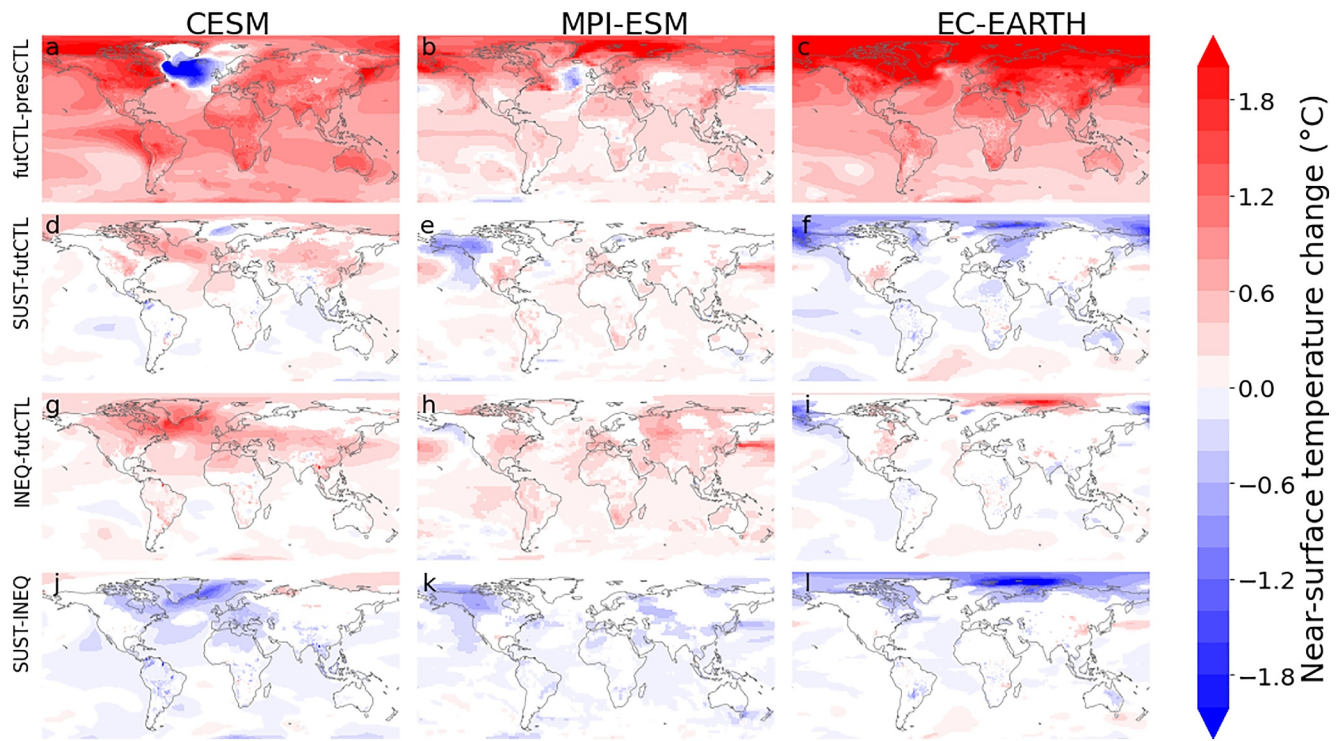 CESM MPI-ESM EC-EARTH
futCTL-presCTL
a b c
SUST-futCTL
d e f
INEQ-futCTL
g h i
SUST-INEQ
j k l
1.8
1.2
0.6
0.0
−0.6
−1.2
−1.8
Near-surface temperature change (°C)